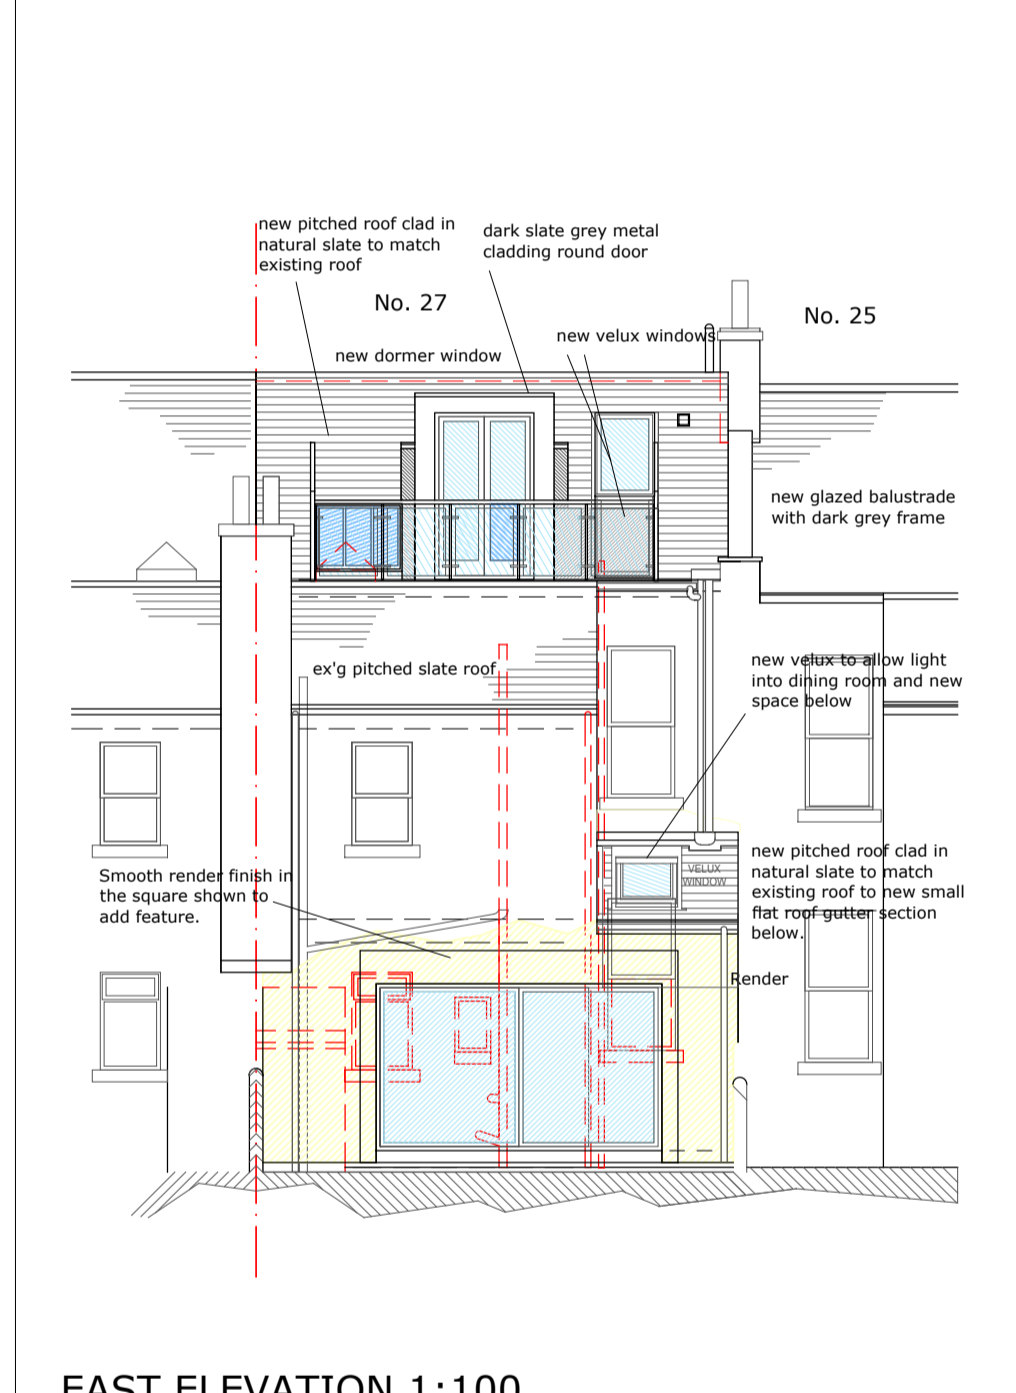 new pitched roof clad in
natural slate to match
existing roof
dark slate grey metal
cladding round door
No. 27
No. 25
new velux windows
new dormer window
new glazed balustrade
with dark grey frame
ex'g pitched slate roof
new velux to allow light
into dining room and new
space below
VELUX
WINDOW
new pitched roof clad in
natural slate to match
existing roof to new small
flat roof gutter section
below.
Smooth render finish in
the square shown to
add feature.
Render
EAST ELEVATION 1:100